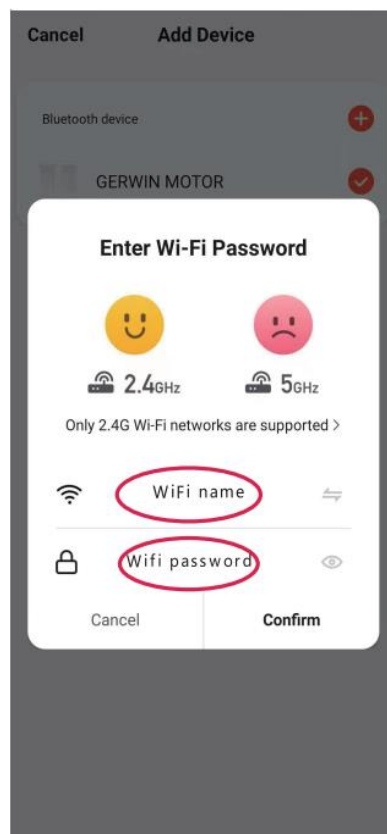 Cancel Add Device
Bluetooth device
GERWIN MOTOR
Enter Wi-Fi Password
2.4GHz 5GHz
Only 2.4G Wi-Fi networks are supported >
WiFi name
Wifi password
Cancel Confirm